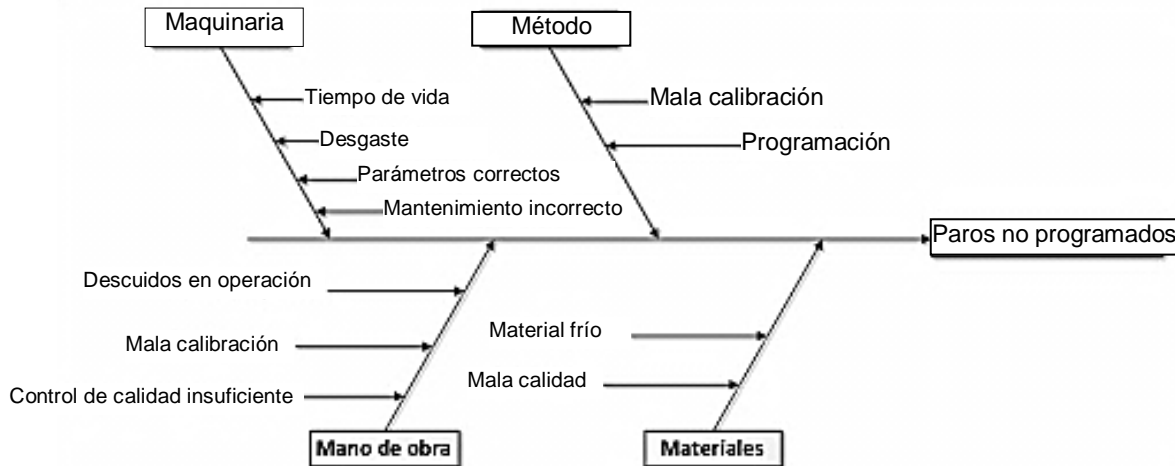 Maquinaria
Método
Tiempo de vida
Mala calibración
Desgaste
Programación
Parámetros correctos
Mantenimiento incorrecto
Paros no programados
Descuidos en operación
Material frío
Mala calibración
Mala calidad
Control de calidad insuficiente
Mano de obra
Materiales